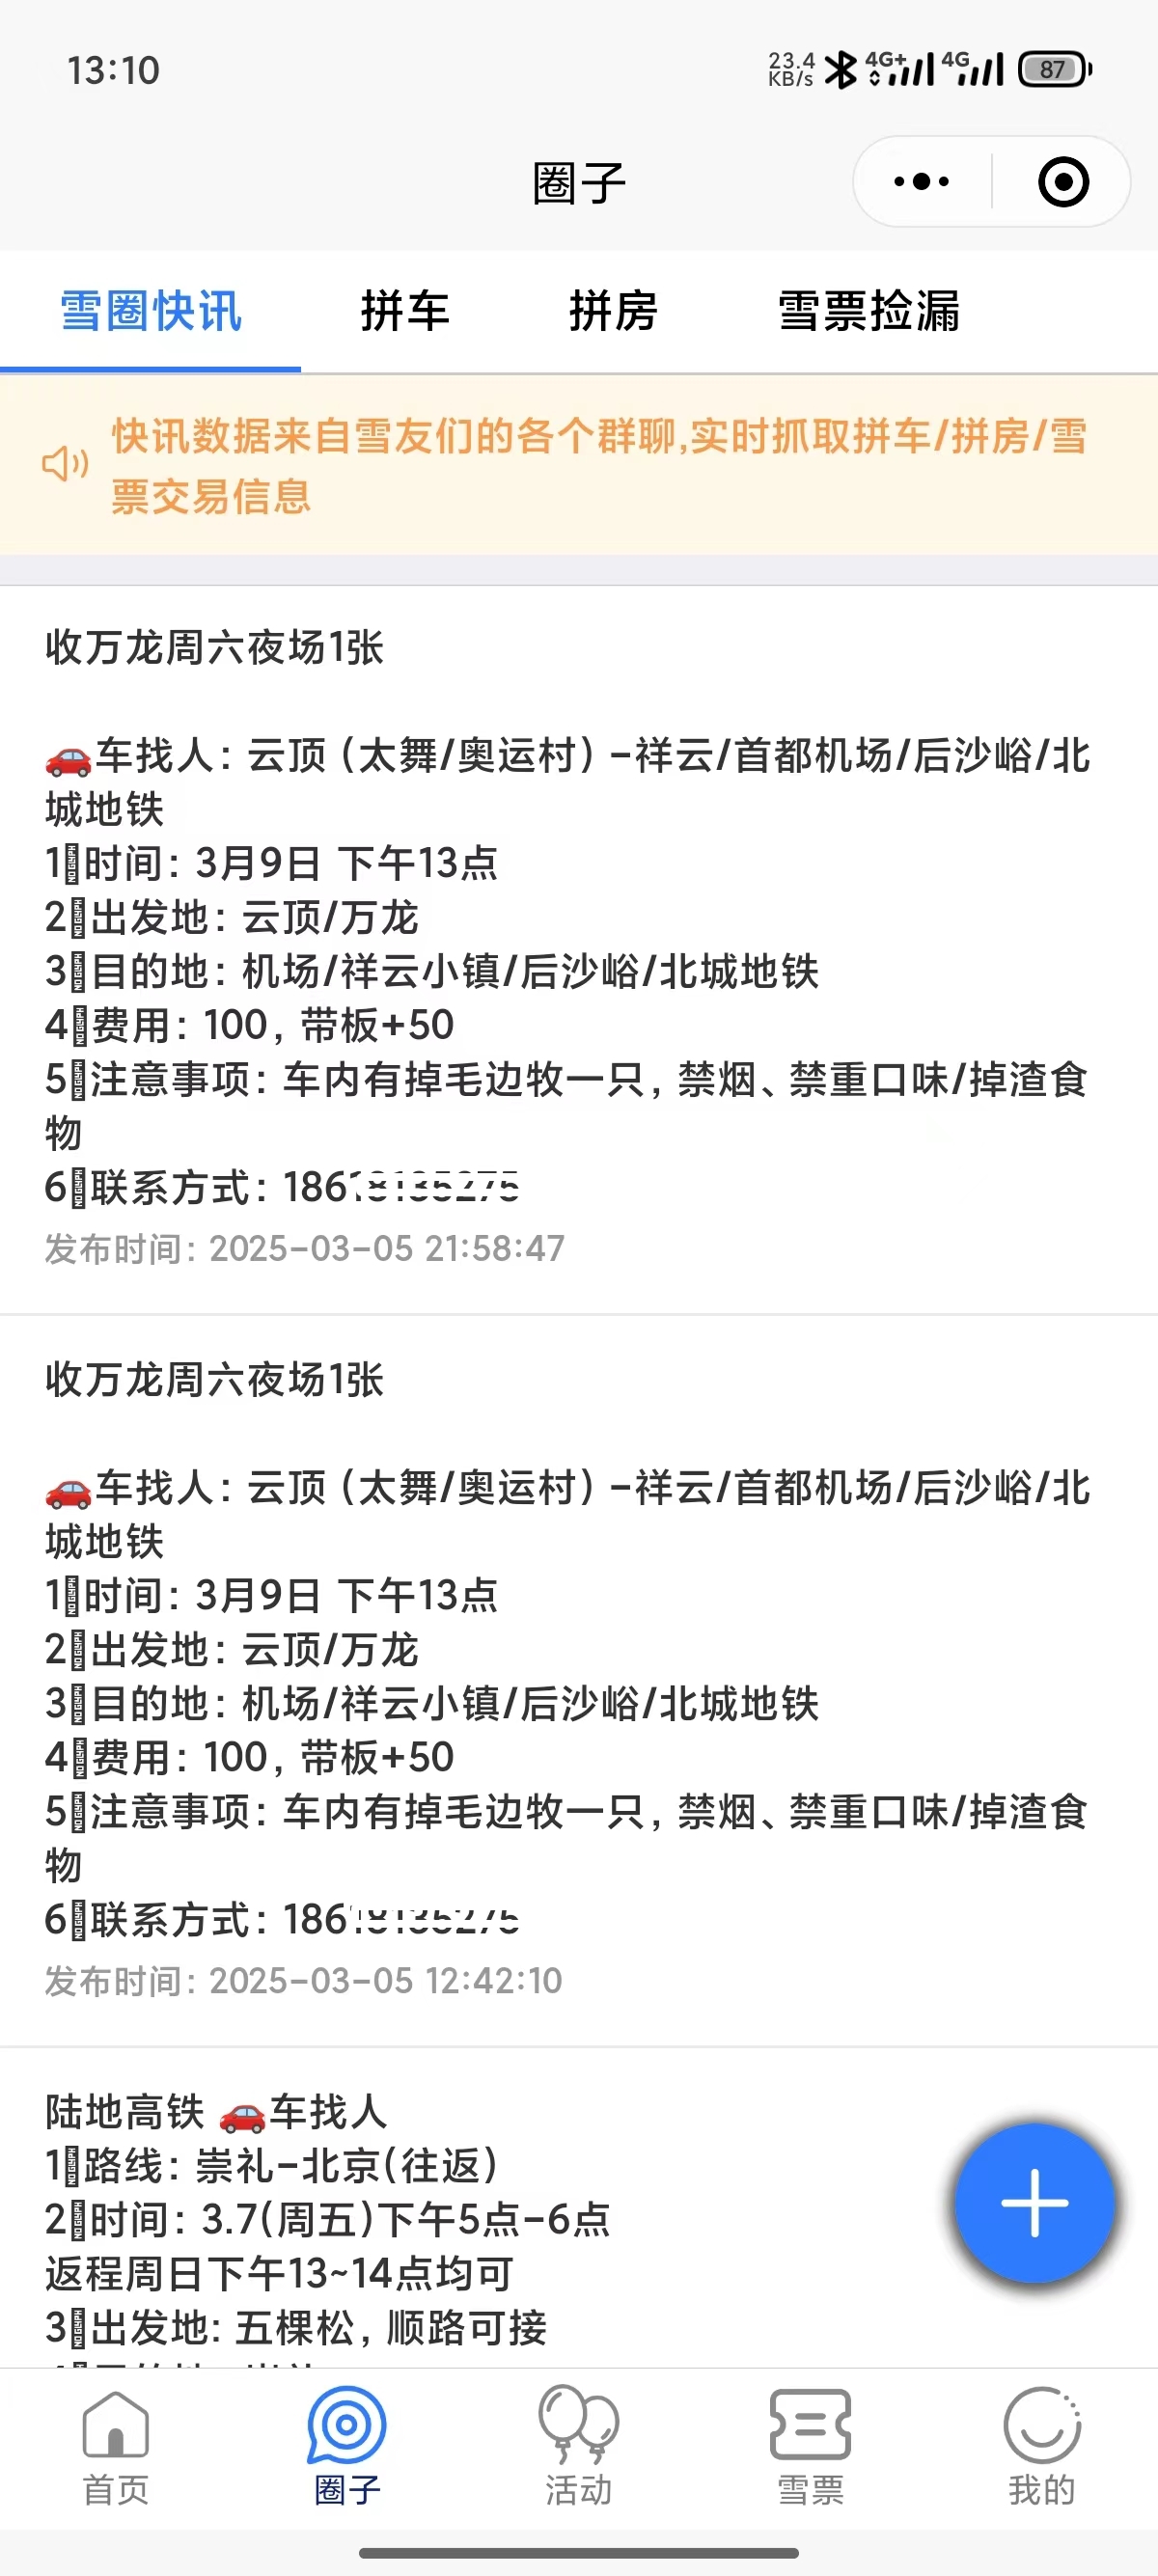 13:10
23.4 KB/s 4G+ 4G 87
圈子
雪圈快讯 拼车 拼房 雪票捡漏
快讯数据来自雪友们的各个群聊,实时抓取拼车/拼房/雪
票交易信息
收万龙周六夜场1张
🚗车找人：云顶（太舞/奥运村）-祥云/首都机场/后沙峪/北
城地铁
1时间：3月9日 下午13点
2出发地：云顶/万龙
3目的地：机场/祥云小镇/后沙峪/北城地铁
4费用：100，带板+50
5注意事项：车内有掉毛边牧一只，禁烟、禁重口味/掉渣食
物
6联系方式：186
发布时间：2025-03-05 21:58:47
收万龙周六夜场1张
🚗车找人：云顶（太舞/奥运村）-祥云/首都机场/后沙峪/北
城地铁
1时间：3月9日 下午13点
2出发地：云顶/万龙
3目的地：机场/祥云小镇/后沙峪/北城地铁
4费用：100，带板+50
5注意事项：车内有掉毛边牧一只，禁烟、禁重口味/掉渣食
物
6联系方式：186
发布时间：2025-03-05 12:42:10
陆地高铁 🚗车找人
1路线：崇礼-北京(往返)
2时间：3.7(周五)下午5点-6点
返程周日下午13~14点均可
3出发地: 五棵松，顺路可接
首页 圈子 活动 雪票 我的